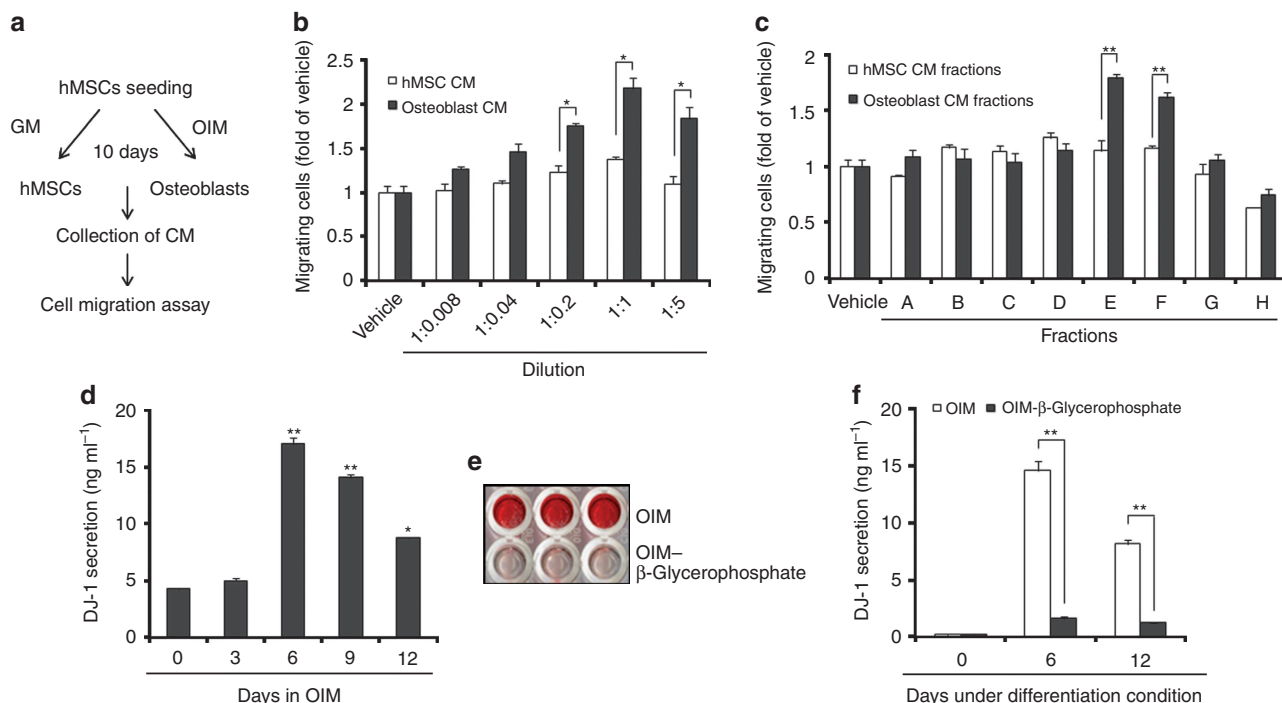 a
hMSCs seeding
GM
OIM
10 days
hMSCs
Osteoblasts
Collection of CM
Cell migration assay
b
Migrating cells (fold of vehicle)
2.5
2
1.5
1
0.5
0
hMSC CM
Osteoblast CM
*
*
*
Vehicle
1:0.008
1:0.04
1:0.2
1:1
1:5
Dilution
c
Migrating cells (fold of vehicle)
2
1.5
1
0.5
0
hMSC CM fractions
Osteoblast CM fractions
**
**
Vehicle A B C D E F G H
Fractions
d
DJ-1 secretion (ng ml⁻¹)
20
15
10
5
0
**
**
*
0 3 6 9 12
Days in OIM
e
OIM
OIM–
β-Glycerophosphate
f
DJ-1 secretion (ng ml⁻¹)
20
15
10
5
0
OIM OIM-β-Glycerophosphate
**
**
0 6 12
Days under differentiation condition